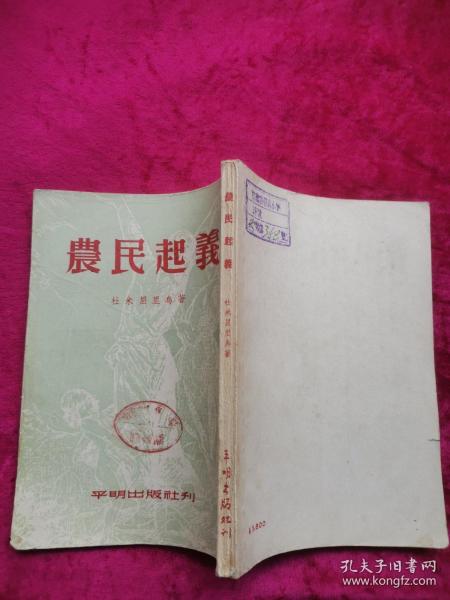 農民起義
杜米屈里烏著
平明出版社刊
農民起義
杜米屈里烏著
平明出版社刊
¥5,800
孔夫子旧书网
www.kongfz.com